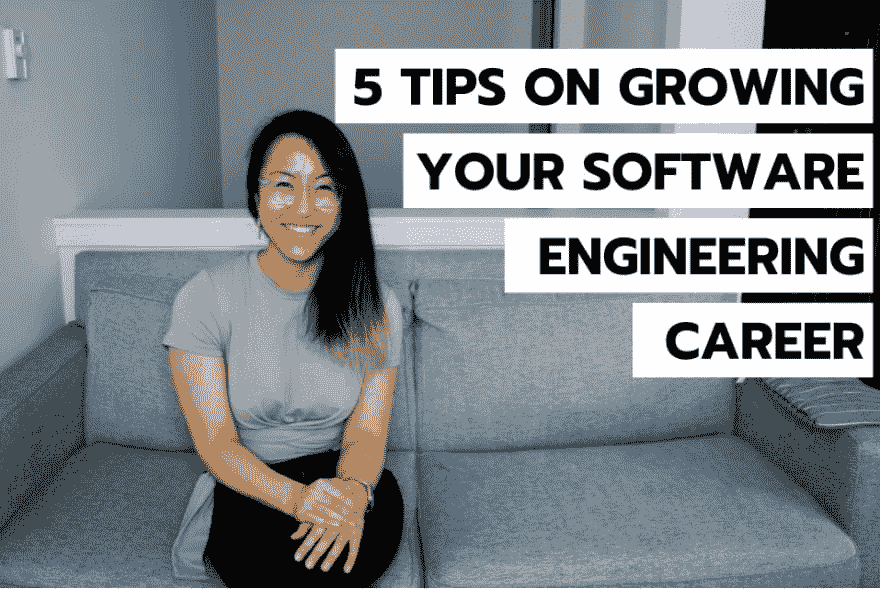 5 TIPS ON GROWING
YOUR SOFTWARE
ENGINEERING
CAREER